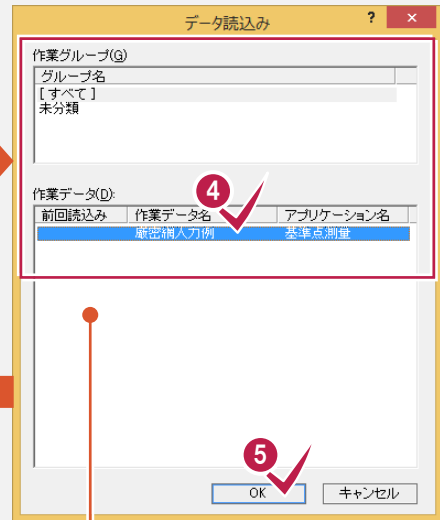 データ読込み
? ×
作業グループ(G)
グループ名
[すべて]
未分類
作業データ(D):
4
前回読込み 作業データ名 アプリケーション名
厳密網入力例 基準点測量
5
OK キャンセル